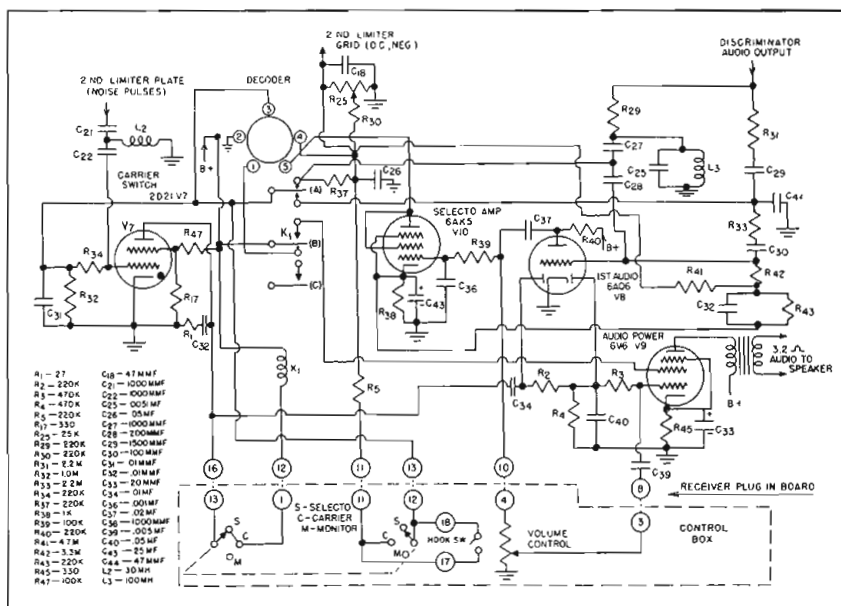 2 ND LIMITER PLATE
(NOISE PULSES)
2 ND LIMITER
GRID (D.C, NEG)
DISCRIMINATOR
AUDIO OUTPUT
DECODER
C18
R25
R30
R29
R31
C21
L2
C22
B+
1
2
3
4
5
CARRIER
SWITCH
2D21 V7
V7
R47
R34
R32
C31
R17
R1
C32
(A)
K1
(B)
(C)
R37
C26
SELECTO AMP
6AK5
V10
R39
C37
R40
B+
1ST AUDIO
6AQ6
V8
R38
C43
C36
C27
C25
L3
C28
C29
C44
R33
C30
R41
R42
C32
R43
AUDIO POWER
6V6 V9
3.2 Ω
AUDIO TO
SPEAKER
K1
R5
C34
R2
R3
R4
C40
R45
C33
C39
R1-27
R2-220K
R3-470K
R4-470K
R5-220K
R17-330
R25-25K
R29-220K
R30-220K
R31-2.2M
R32-1.0M
R33-2.2M
R34-220K
R37-220K
R38-1K
R39-100K
R40-220K
R41-4.7M
R42-3.3M
R43-220K
R45-330
R47-100K
C18-47MMF
C21-1000MMF
C22-1000MMF
C26-.05MF
C27-1000MMF
C28-200MMF
C29-1500MMF
C30-100MMF
C31-.01MMF
C32-.01MMF
C33-20MMF
C34-.01MF
C36-.001MF
C37-.02MF
C39-.005MF
C40-.05MF
C43-.25MF
C44-47MMF
L2-30MH
L3-100MH
16
12
11
13
10
8
RECEIVER PLUG IN BOARD
13
1
11
12
4
3
S-SELECTO
C-CARRIER
M-MONITOR
S
C
M
C
S
M
18
HOOK SW
17
VOLUME
CONTROL
CONTROL
BOX